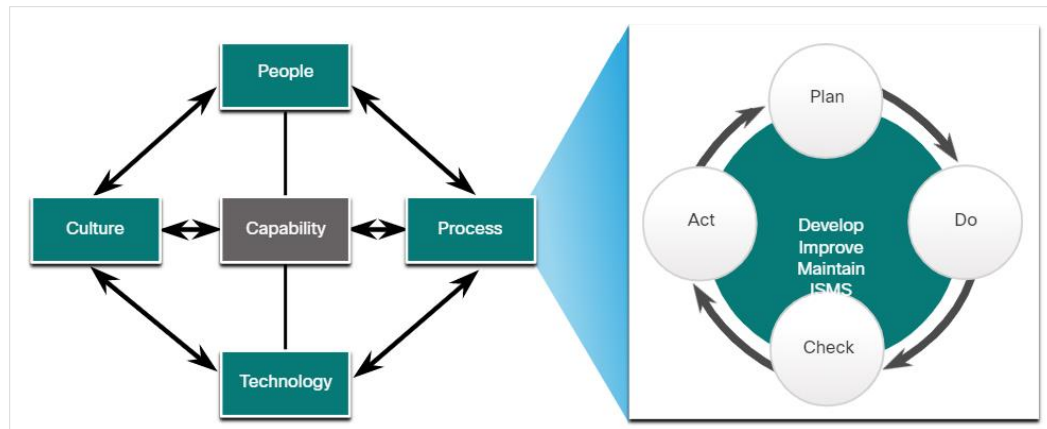 People
Culture
Capability
Process
Technology
Plan
Act
Do
Develop
Improve
Maintain
ISMS
Check